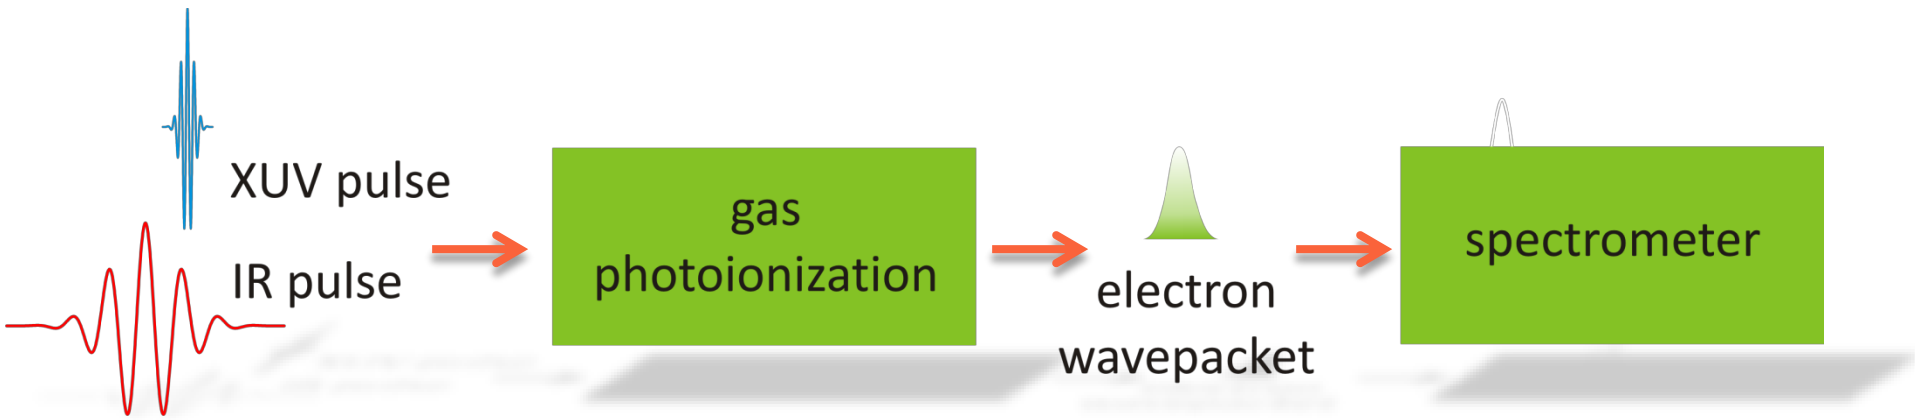 XUV pulse
IR pulse
gas
photoionization
electron
wavepacket
spectrometer